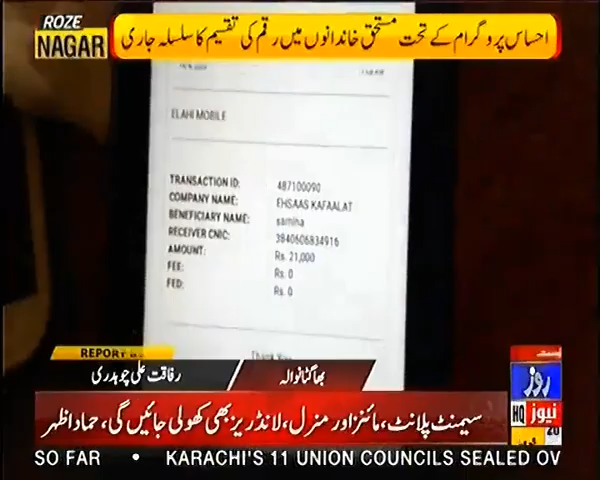 ROZE
NAGAR
احساس پروگرام کے تحت مستحق خاندانوں میں رقم کی تقسیم کا سلسلہ جاری
ELAHI MOBILE
TRANSACTION ID: 487100090
COMPANY NAME: EHSAAS KAFAALAT
BENEFICIARY NAME: samina
RECEIVER CNIC: 3840606834916
AMOUNT: Rs. 21,000
FEE: Rs. 0
FED: Rs. 0
Thank You
REPORT
رفاقت علی چوہدری
بھاگٹانوالہ
روز
نیوز
HQ
سیمنٹ پلانٹ، مائنز اور منرل، لانڈریز بھی کھولی جائیں گی، حماد اظہر
SO FAR • KARACHI'S 11 UNION COUNCILS SEALED OV